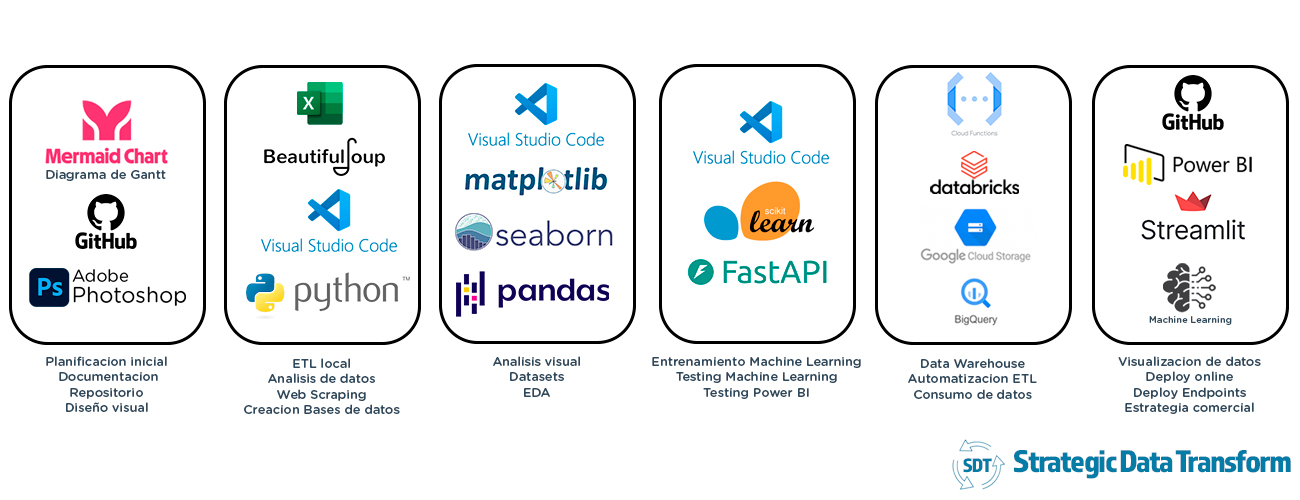 Mermaid Chart
Diagrama de Gantt
GitHub
Ps
Adobe
Photoshop
Planificacion inicial
Documentacion
Repositorio
Diseño visual
X
BeautifulSoup
Visual Studio Code
python™
ETL local
Analisis de datos
Web Scraping
Creacion Bases de datos
Visual Studio Code
matplotlib
seaborn
pandas
Analisis visual
Datasets
EDA
Visual Studio Code
scikit
learn
FastAPI
Entrenamiento Machine Learning
Testing Machine Learning
Testing Power BI
Cloud Functions
databricks
Google Cloud Storage
BigQuery
Data Warehouse
Automatizacion ETL
Consumo de datos
GitHub
Power BI
Streamlit
Machine Learning
Visualizacion de datos
Deploy online
Deploy Endpoints
Estrategia comercial
SDT
Strategic Data Transform